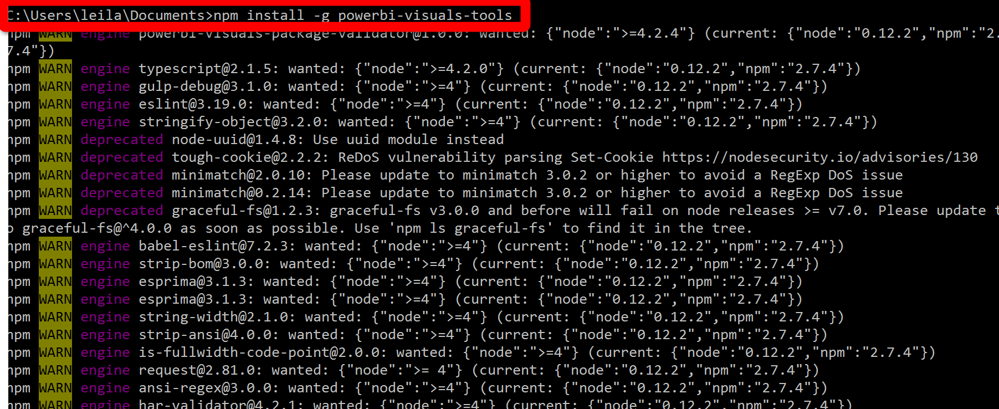 C:\Users\leila\Documents>npm install -g powerbi-visuals-tools
npm WARN engine powerbi-visuals-package-validator@1.0.0: wanted: {"node":">=4.2.4"} (current: {"node":"0.12.2","npm":"2.
7.4"})
npm WARN engine typescript@2.1.5: wanted: {"node":">=4.2.0"} (current: {"node":"0.12.2","npm":"2.7.4"})
npm WARN engine gulp-debug@3.1.0: wanted: {"node":">=4"} (current: {"node":"0.12.2","npm":"2.7.4"})
npm WARN engine eslint@3.19.0: wanted: {"node":">=4"} (current: {"node":"0.12.2","npm":"2.7.4"})
npm WARN engine stringify-object@3.2.0: wanted: {"node":">=4"} (current: {"node":"0.12.2","npm":"2.7.4"})
npm WARN deprecated node-uuid@1.4.8: Use uuid module instead
npm WARN deprecated tough-cookie@2.2.2: ReDoS vulnerability parsing Set-Cookie https://nodesecurity.io/advisories/130
npm WARN deprecated minimatch@2.0.10: Please update to minimatch 3.0.2 or higher to avoid a RegExp DoS issue
npm WARN deprecated minimatch@0.2.14: Please update to minimatch 3.0.2 or higher to avoid a RegExp DoS issue
npm WARN deprecated graceful-fs@1.2.3: graceful-fs v3.0.0 and before will fail on node releases >= v7.0. Please update t
o graceful-fs@^4.0.0 as soon as possible. Use 'npm ls graceful-fs' to find it in the tree.
npm WARN engine babel-eslint@7.2.3: wanted: {"node":">=4"} (current: {"node":"0.12.2","npm":"2.7.4"})
npm WARN engine strip-bom@3.0.0: wanted: {"node":">=4"} (current: {"node":"0.12.2","npm":"2.7.4"})
npm WARN engine esprima@3.1.3: wanted: {"node":">=4"} (current: {"node":"0.12.2","npm":"2.7.4"})
npm WARN engine esprima@3.1.3: wanted: {"node":">=4"} (current: {"node":"0.12.2","npm":"2.7.4"})
npm WARN engine string-width@2.1.0: wanted: {"node":">=4"} (current: {"node":"0.12.2","npm":"2.7.4"})
npm WARN engine strip-ansi@4.0.0: wanted: {"node":">=4"} (current: {"node":"0.12.2","npm":"2.7.4"})
npm WARN engine is-fullwidth-code-point@2.0.0: wanted: {"node":">=4"} (current: {"node":"0.12.2","npm":"2.7.4"})
npm WARN engine request@2.81.0: wanted: {"node":">= 4"} (current: {"node":"0.12.2","npm":"2.7.4"})
npm WARN engine ansi-regex@3.0.0: wanted: {"node":">=4"} (current: {"node":"0.12.2","npm":"2.7.4"})
npm WARN engine har-validator@4.2.1: wanted: {"node":">=4"} (current: {"node":"0.12.2","npm":"2.7.4"})